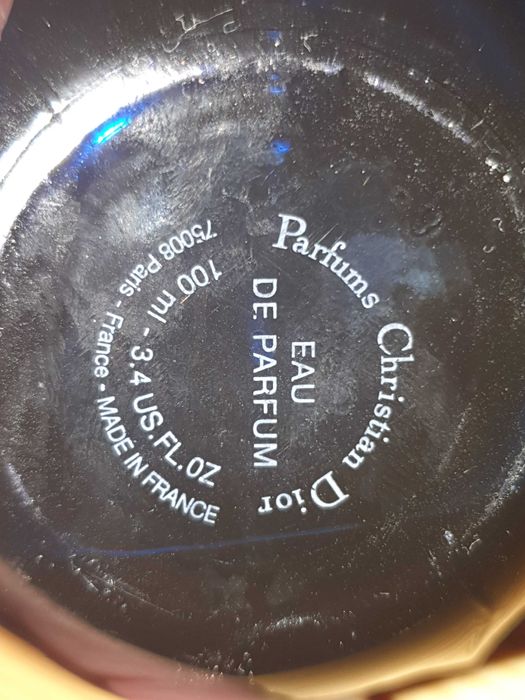 Parfums Christian Dior
EAU
DE PARFUM
100 ml - 3.4 US.FL.OZ
75008 Paris - France • MADE IN FRANCE